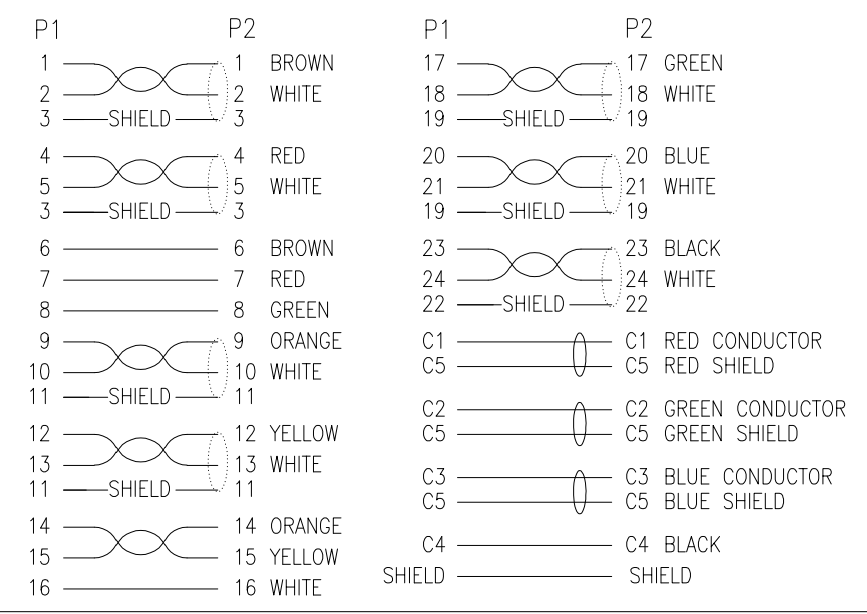 P1 P2
1 1 BROWN
2 2 WHITE
3 SHIELD 3
4 4 RED
5 5 WHITE
3 SHIELD 3
6 6 BROWN
7 7 RED
8 8 GREEN
9 9 ORANGE
10 10 WHITE
11 SHIELD 11
12 12 YELLOW
13 13 WHITE
11 SHIELD 11
14 14 ORANGE
15 15 YELLOW
16 16 WHITE
P1 P2
17 17 GREEN
18 18 WHITE
19 SHIELD 19
20 20 BLUE
21 21 WHITE
19 SHIELD 19
23 23 BLACK
24 24 WHITE
22 SHIELD 22
C1 C1 RED CONDUCTOR
C5 C5 RED SHIELD
C2 C2 GREEN CONDUCTOR
C5 C5 GREEN SHIELD
C3 C3 BLUE CONDUCTOR
C5 C5 BLUE SHIELD
C4 C4 BLACK
SHIELD SHIELD